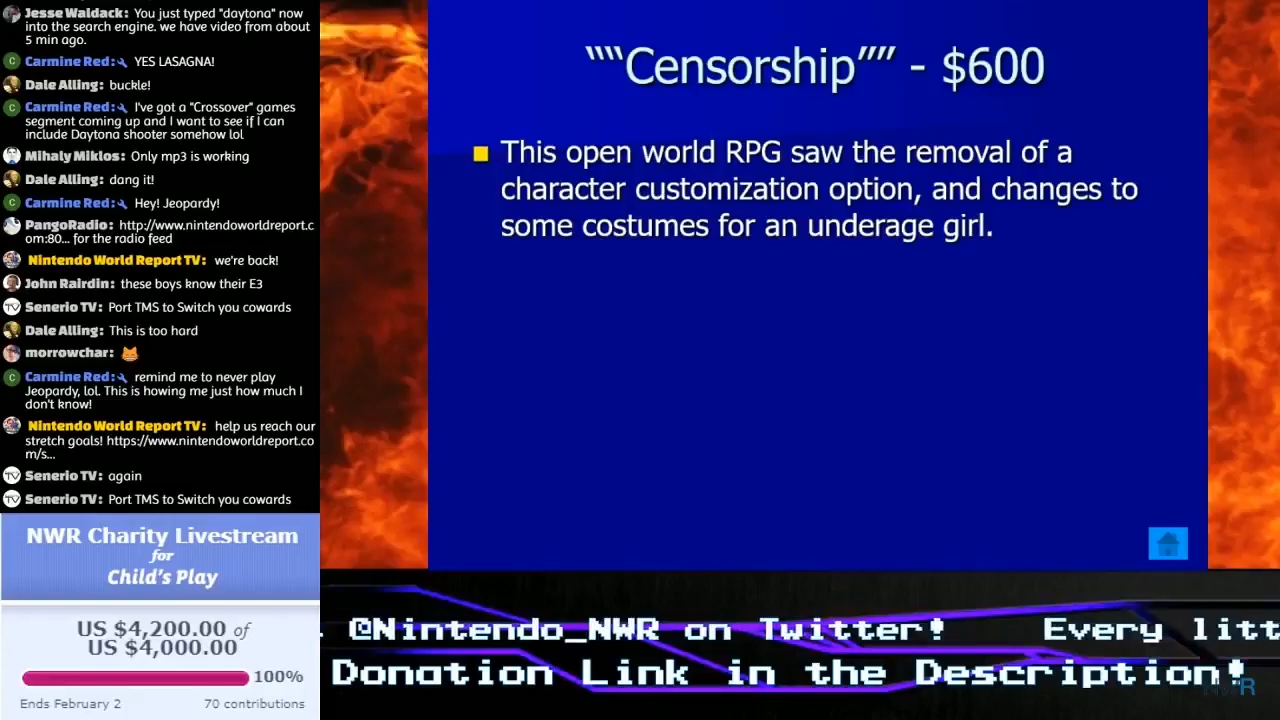 Jesse Waldack: You just typed "daytona" now
into the search engine. we have video from about
5 min ago.
C Carmine Red: YES LASAGNA!
Dale Alling: buckle!
C Carmine Red: I've got a "Crossover" games
segment coming up and I want to see if I can
include Daytona shooter somehow lol
Mihaly Miklos: Only mp3 is working
Dale Alling: dang it!
C Carmine Red: Hey! Jeopardy!
PangoRadio: http://www.nintendoworldreport.c
om:80... for the radio feed
Nintendo World Report TV: we're back!
John Rairdin: these boys know their E3
TV Senerio TV: Port TMS to Switch you cowards
Dale Alling: This is too hard
morrowchar:
C Carmine Red: remind me to never play
Jeopardy, lol. This is howing me just how much I
don't know!
Nintendo World Report TV: help us reach our
stretch goals! https://www.nintendoworldreport.co
m/s...
TV Senerio TV: again
TV Senerio TV: Port TMS to Switch you cowards
NWR Charity Livestream
for
Child's Play
US $4,200.00 of
US $4,000.00
100%
Ends February 2 70 contributions
““Censorship”” - $600
This open world RPG saw the removal of a
character customization option, and changes to
some costumes for an underage girl.
@Nintendo_NWR on Twitter! Every litt
Donation Link in the Description!
NWR